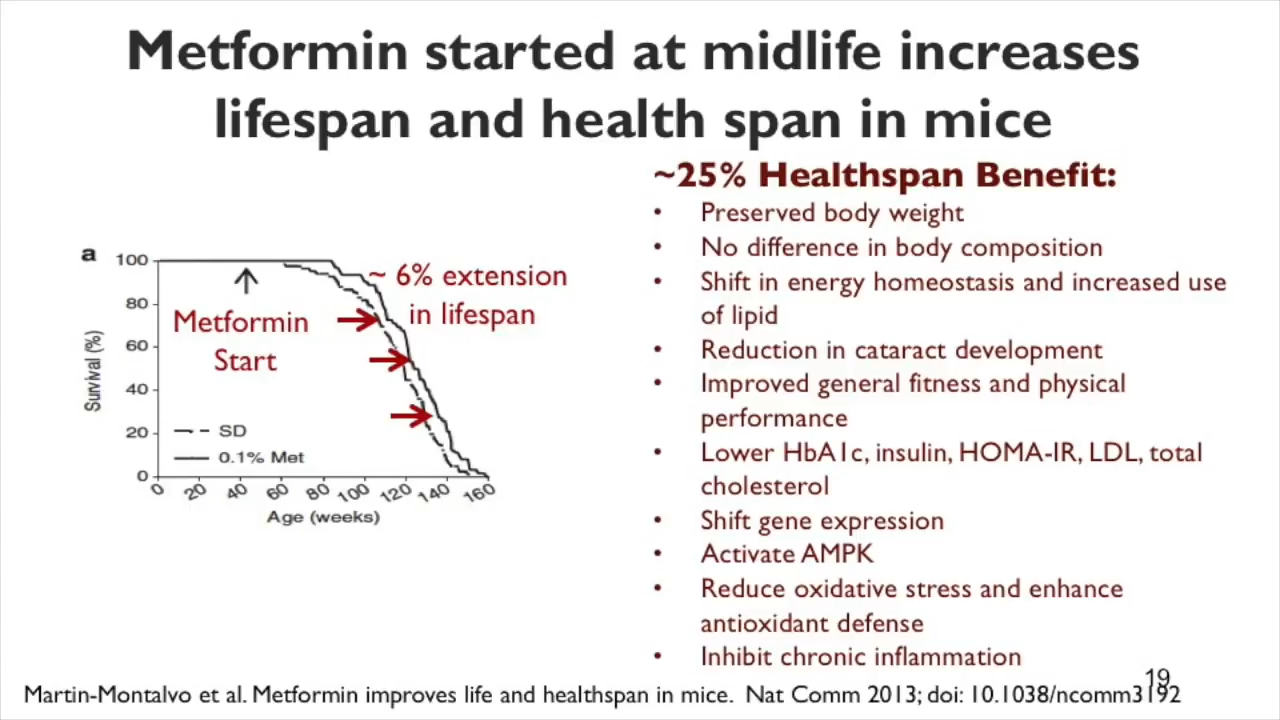 Metformin started at midlife increases
lifespan and health span in mice
~25% Healthspan Benefit:
• Preserved body weight
• No difference in body composition
• Shift in energy homeostasis and increased use
of lipid
• Reduction in cataract development
• Improved general fitness and physical
performance
• Lower HbA1c, insulin, HOMA-IR, LDL, total
cholesterol
• Shift gene expression
• Activate AMPK
• Reduce oxidative stress and enhance
antioxidant defense
• Inhibit chronic inflammation
a
~ 6% extension
in lifespan
Metformin
Start
Survival (%)
100
80
60
40
20
0
SD
0.1% Met
0 20 40 60 80 100 120 140 160
Age (weeks)
19
Martin-Montalvo et al. Metformin improves life and healthspan in mice. Nat Comm 2013; doi: 10.1038/ncomm3192